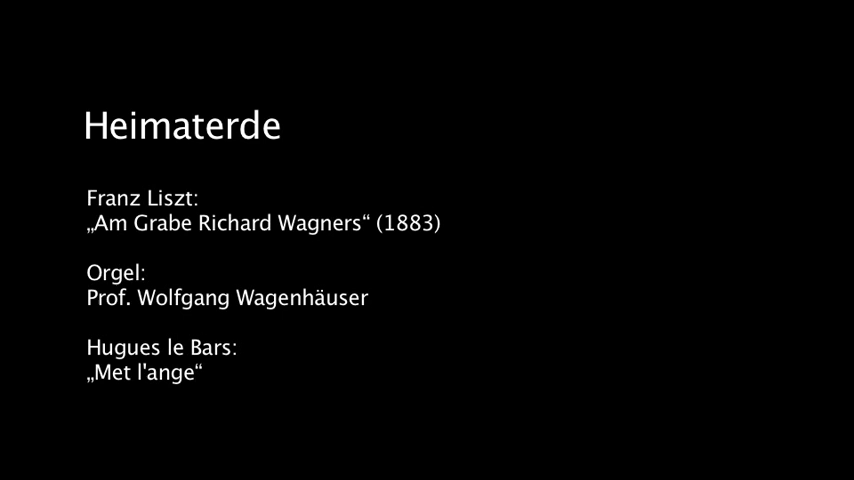 Heimaterde
Franz Liszt:
„Am Grabe Richard Wagners“ (1883)
Orgel:
Prof. Wolfgang Wagenhäuser
Hugues le Bars:
„Met l'ange“